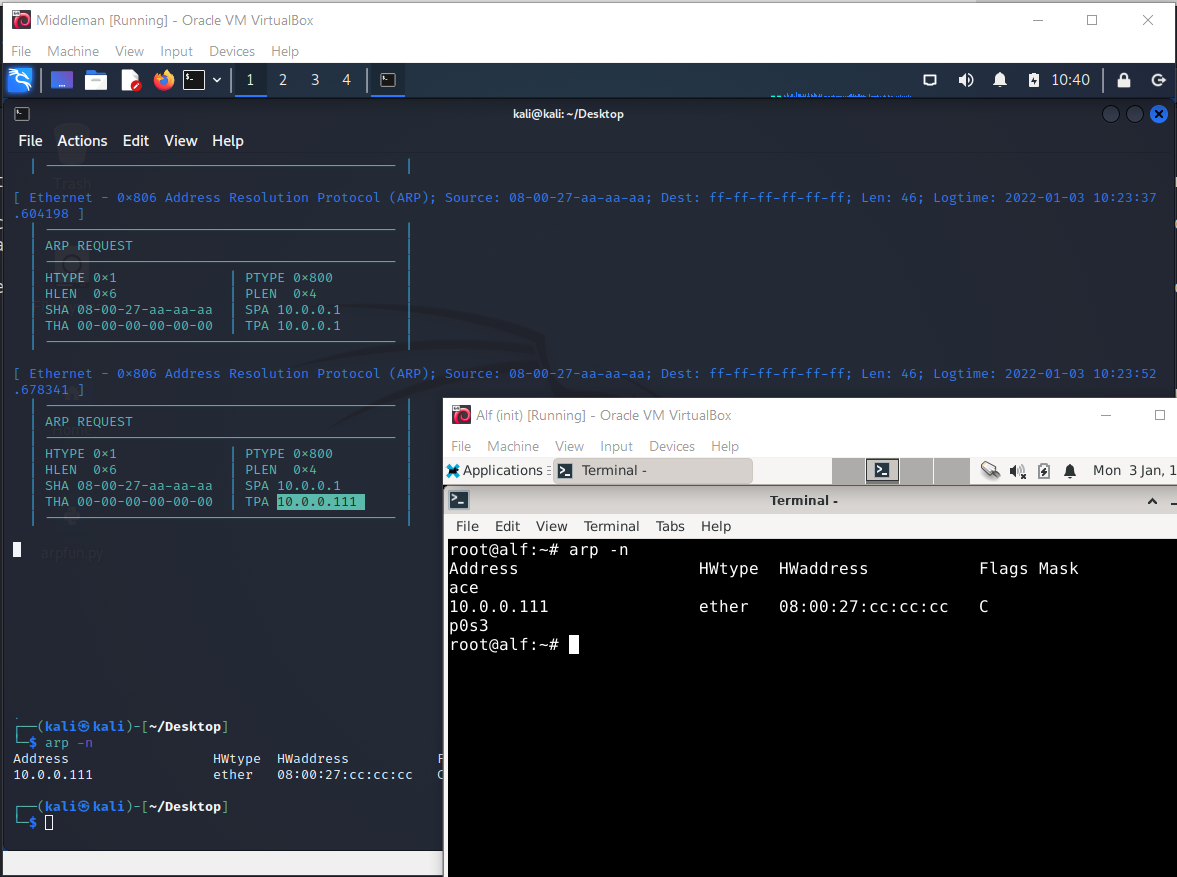 Middleman [Running] - Oracle VM VirtualBox
File Machine View Input Devices Help
1 2 3 4 10:40
kali@kali: ~/Desktop
File Actions Edit View Help
Trash
[ Ethernet - 0×806 Address Resolution Protocol (ARP); Source: 08-00-27-aa-aa-aa; Dest: ff-ff-ff-ff-ff-ff; Len: 46; Logtime: 2022-01-03 10:23:37
.604198 ]
ARP REQUEST
HTYPE 0×1 | PTYPE 0×800
HLEN 0×6 | PLEN 0×4
SHA 08-00-27-aa-aa-aa | SPA 10.0.0.1
THA 00-00-00-00-00-00 | TPA 10.0.0.1
[ Ethernet - 0×806 Address Resolution Protocol (ARP); Source: 08-00-27-aa-aa-aa; Dest: ff-ff-ff-ff-ff-ff; Len: 46; Logtime: 2022-01-03 10:23:52
.678341 ]
ARP REQUEST
HTYPE 0×1 | PTYPE 0×800
HLEN 0×6 | PLEN 0×4
SHA 08-00-27-aa-aa-aa | SPA 10.0.0.1
THA 00-00-00-00-00-00 | TPA 10.0.0.111
arpfun.py
┌──(kali㉿kali)-[~/Desktop]
└─$ arp -n
Address HWtype HWaddress F
10.0.0.111 ether 08:00:27:cc:cc:cc C
┌──(kali㉿kali)-[~/Desktop]
└─$
Alf (init) [Running] - Oracle VM VirtualBox
File Machine View Input Devices Help
Applications Terminal - Mon 3 Jan, 1
Terminal -
File Edit View Terminal Tabs Help
root@alf:~# arp -n
Address HWtype HWaddress Flags Mask
ace
10.0.0.111 ether 08:00:27:cc:cc:cc C
p0s3
root@alf:~#